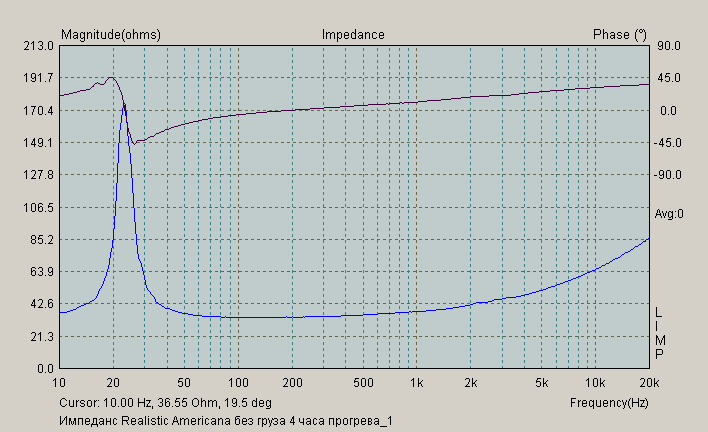 Magnitude(ohms) Impedance Phase (º)
213.0 90.0
191.7 45.0
170.4 0.0
149.1 -45.0
127.8 -90.0
106.5 Avg:0
85.2
63.9
42.6
21.3
0.0
L
I
M
P
10 20 50 100 200 500 1k 2k 5k 10k 20k
Cursor: 10.00 Hz, 36.55 Ohm, 19.5 deg Frequency(Hz)
Импеданс Realistic Americana без груза 4 часа прогрева_1